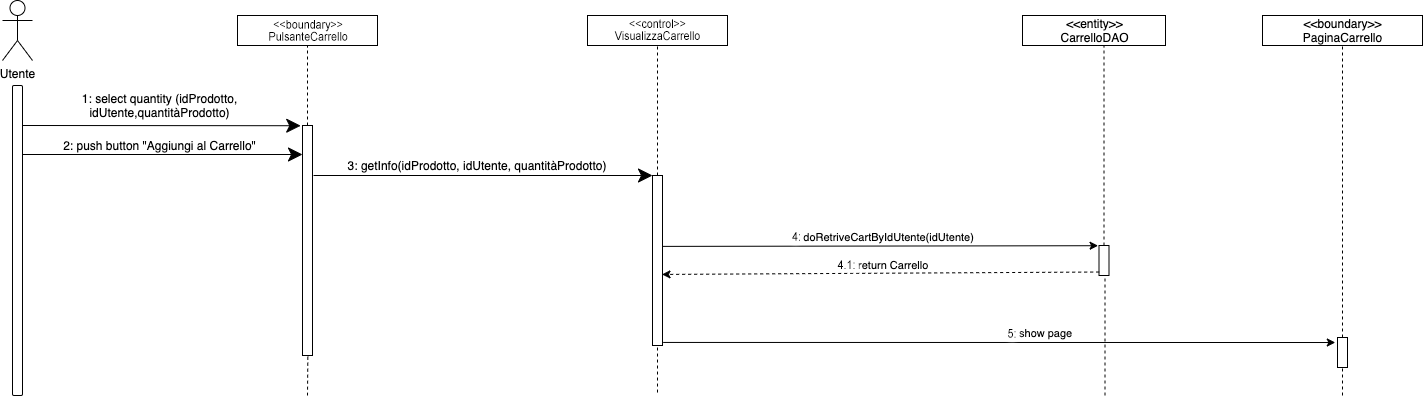 <<boundary>>
PulsanteCarrello
<<control>>
VisualizzaCarrello
<<entity>>
CarrelloDAO
<<boundary>>
PaginaCarrello
Utente
1: select quantity (idProdotto,
idUtente,quantitàProdotto)
2: push button "Aggiungi al Carrello"
3: getInfo(idProdotto, idUtente, quantitàProdotto)
4: doRetriveCartByIdUtente(idUtente)
4.1: return Carrello
5: show page